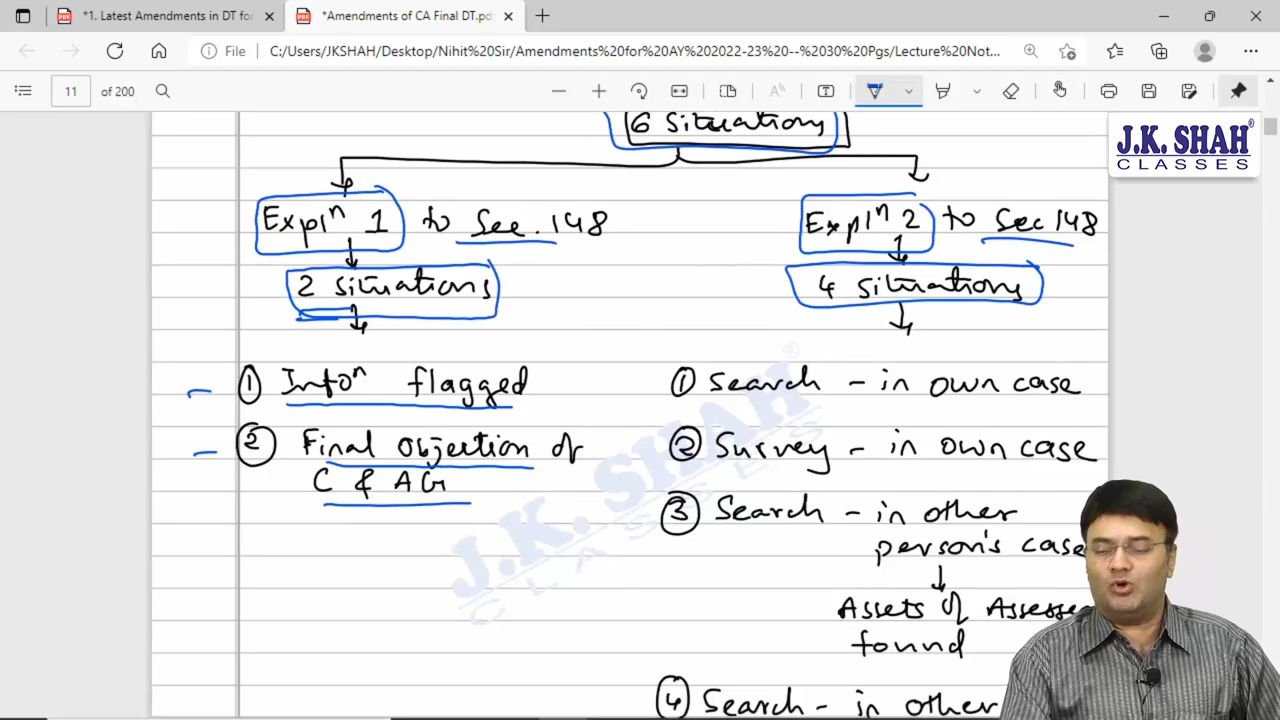 *1. Latest Amendments in DT for
*Amendments of CA Final DT.pdf
File
C:/Users/JKSHAH/Desktop/Nihit%20Sir/Amendments%20for%20AY%202022-23%20--%2030%20Pgs/Lecture%20Not...
11 of 200
6 Situations
J.K. SHAH®
CLASSES
Explⁿ 1 to Sec. 148
Explⁿ 2 to Sec 148
2 situations
4 situations
① Infoⁿ flagged
② Final objection of
C & AG
① Search - in own case
② Survey - in own case
③ Search - in other
person's case
Assets of Assessee
found
④ Search - in other
J.K. SHAH
CLASSES